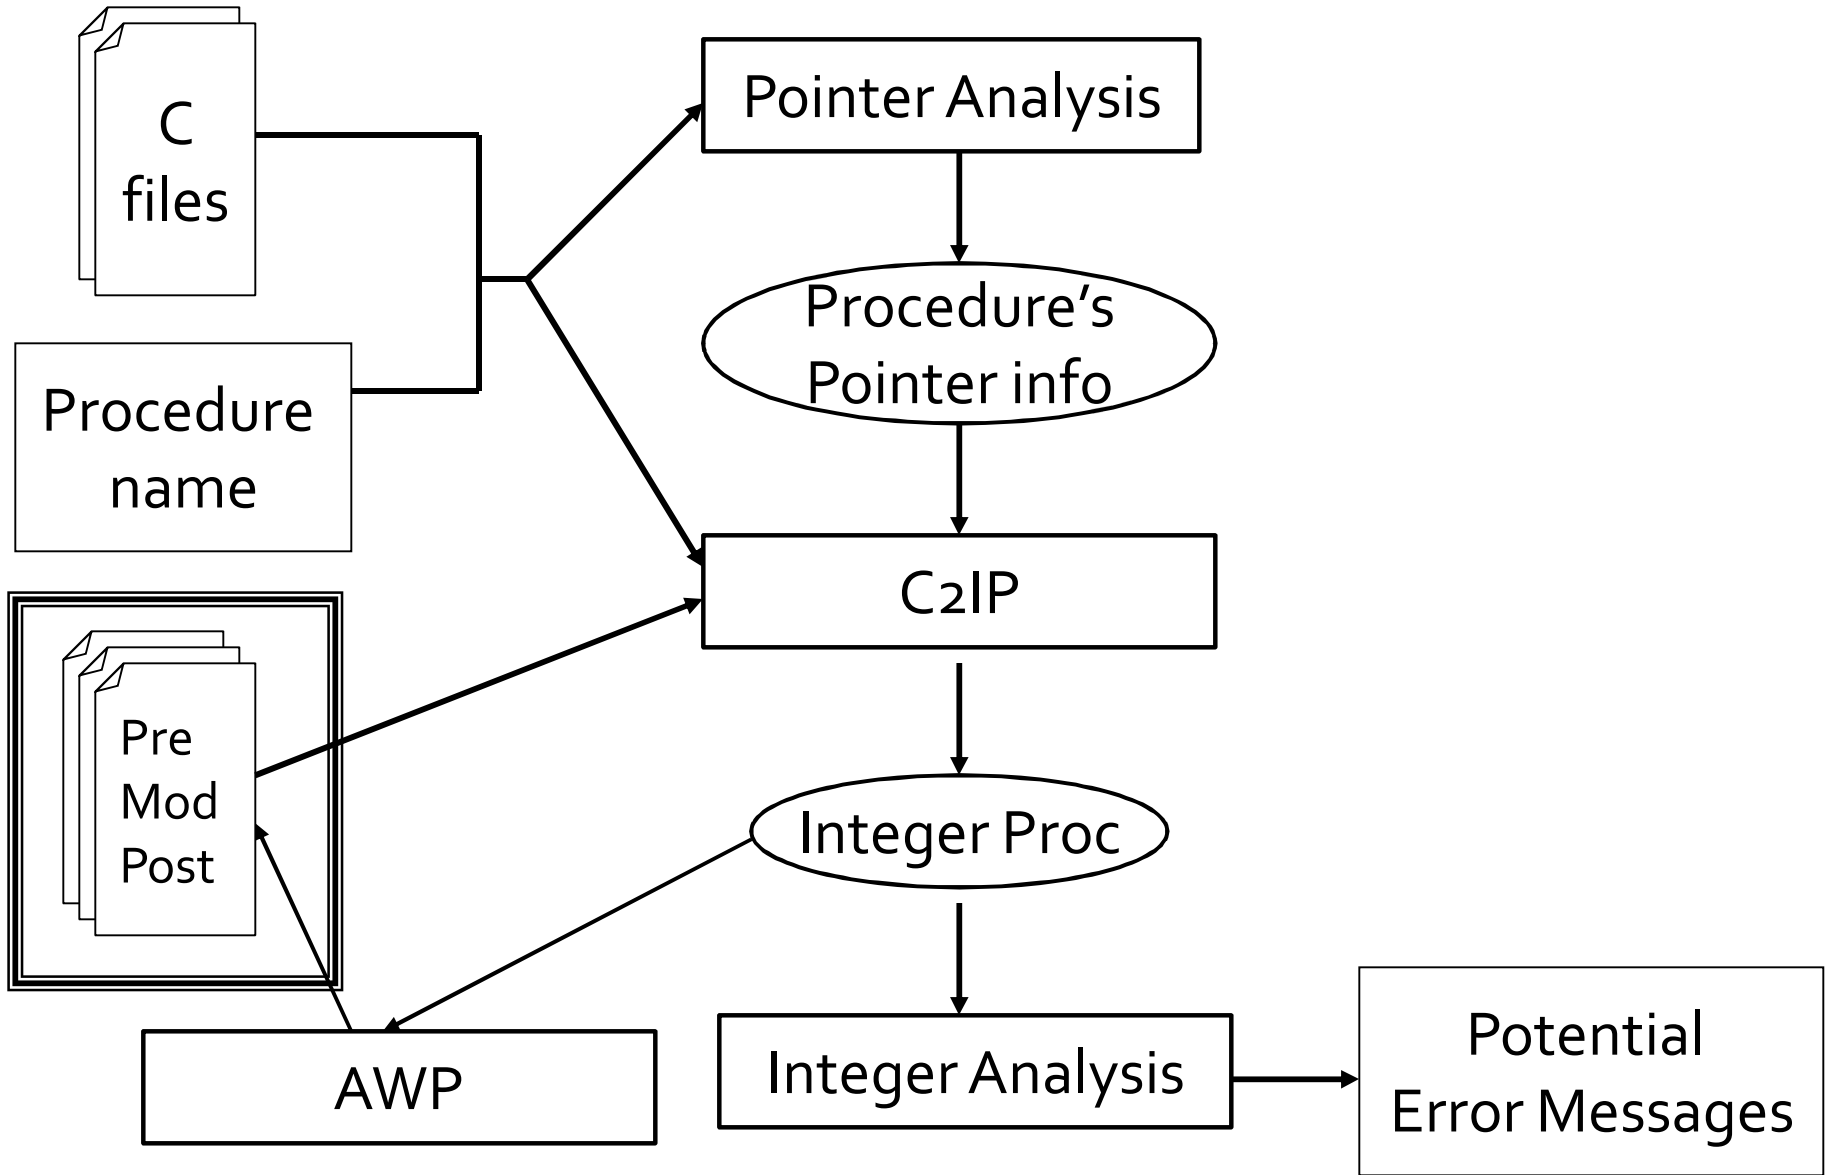 C
files
Pointer Analysis
Procedure’s
Pointer info
Procedure
name
C2IP
Pre
Mod
Post
Integer Proc
AWP
Integer Analysis
Potential
Error Messages